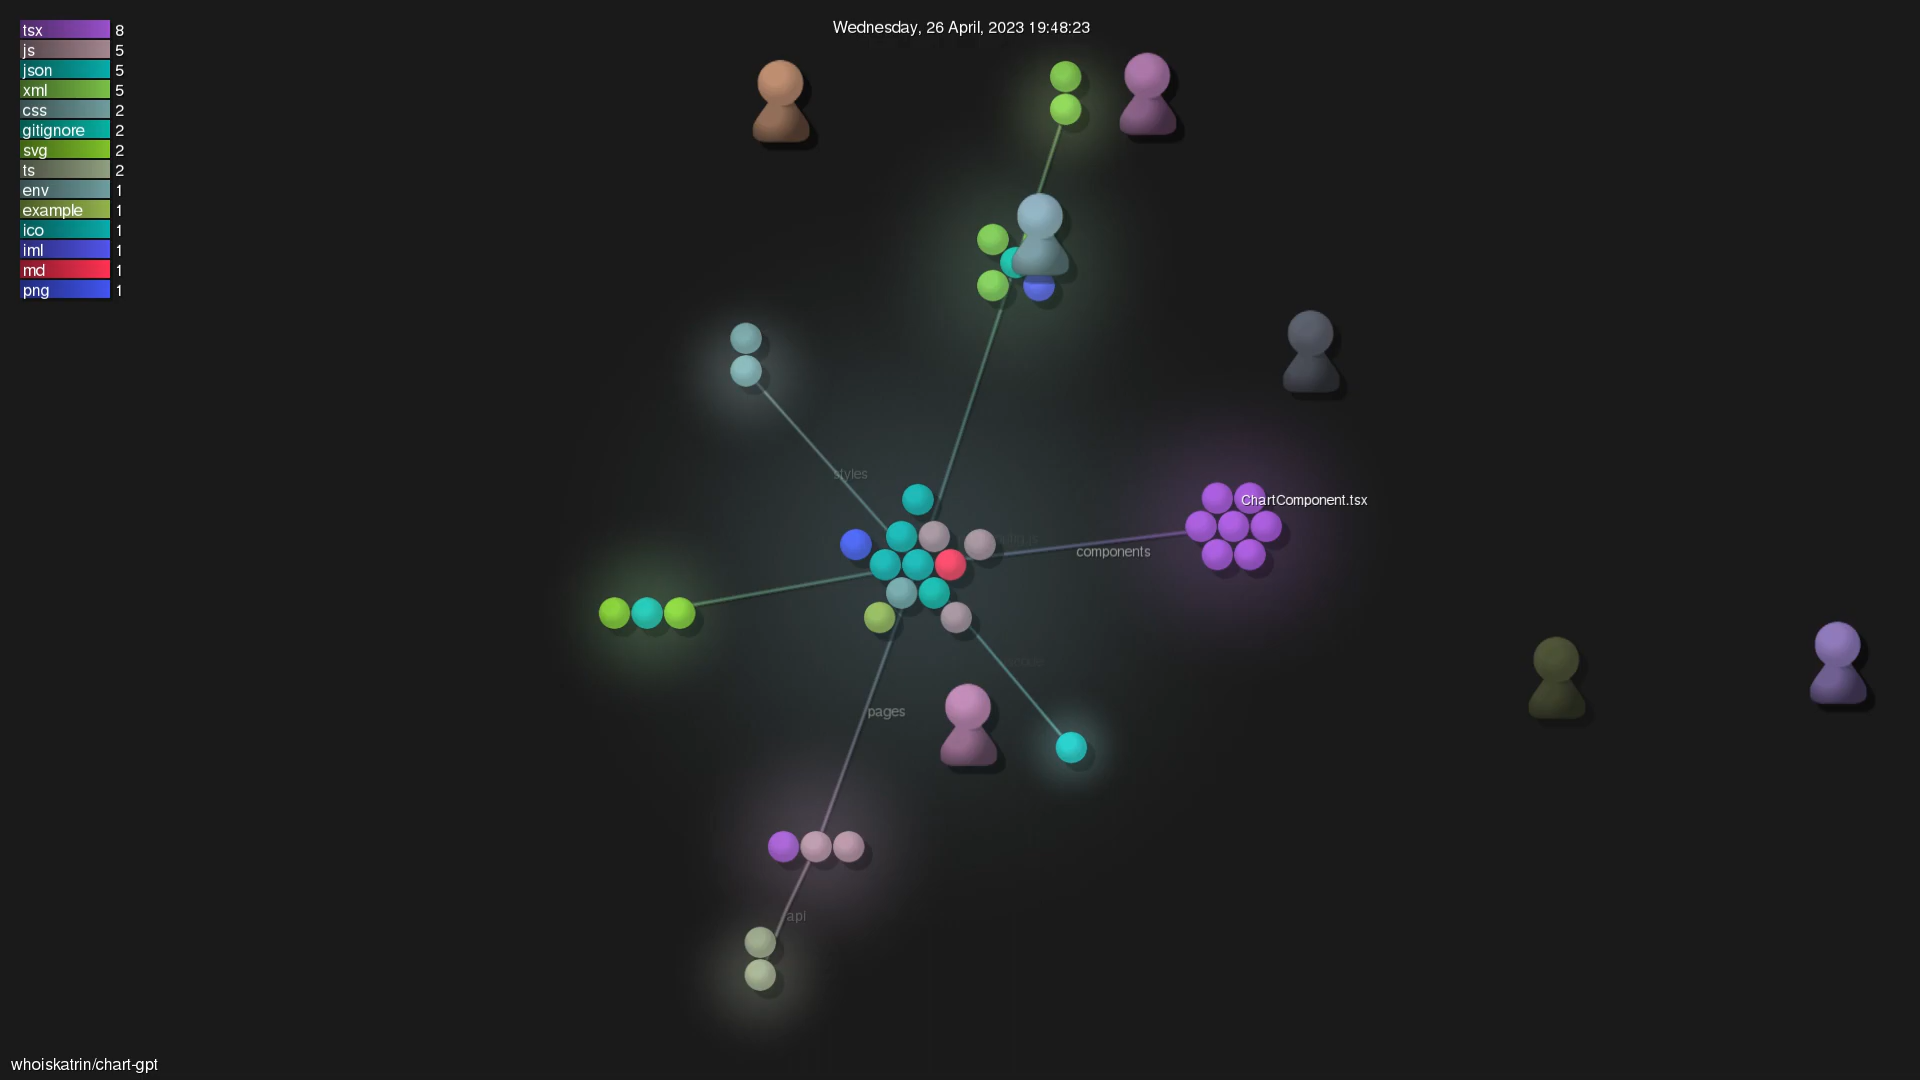 Wednesday, 26 April, 2023 19:48:23
tsx 8
js 5
json 5
xml 5
css 2
gitignore 2
svg 2
ts 2
env 1
example 1
ico 1
iml 1
md 1
png 1
styles
ChartComponent.tsx
components
pages
api
whoiskatrin/chart-gpt